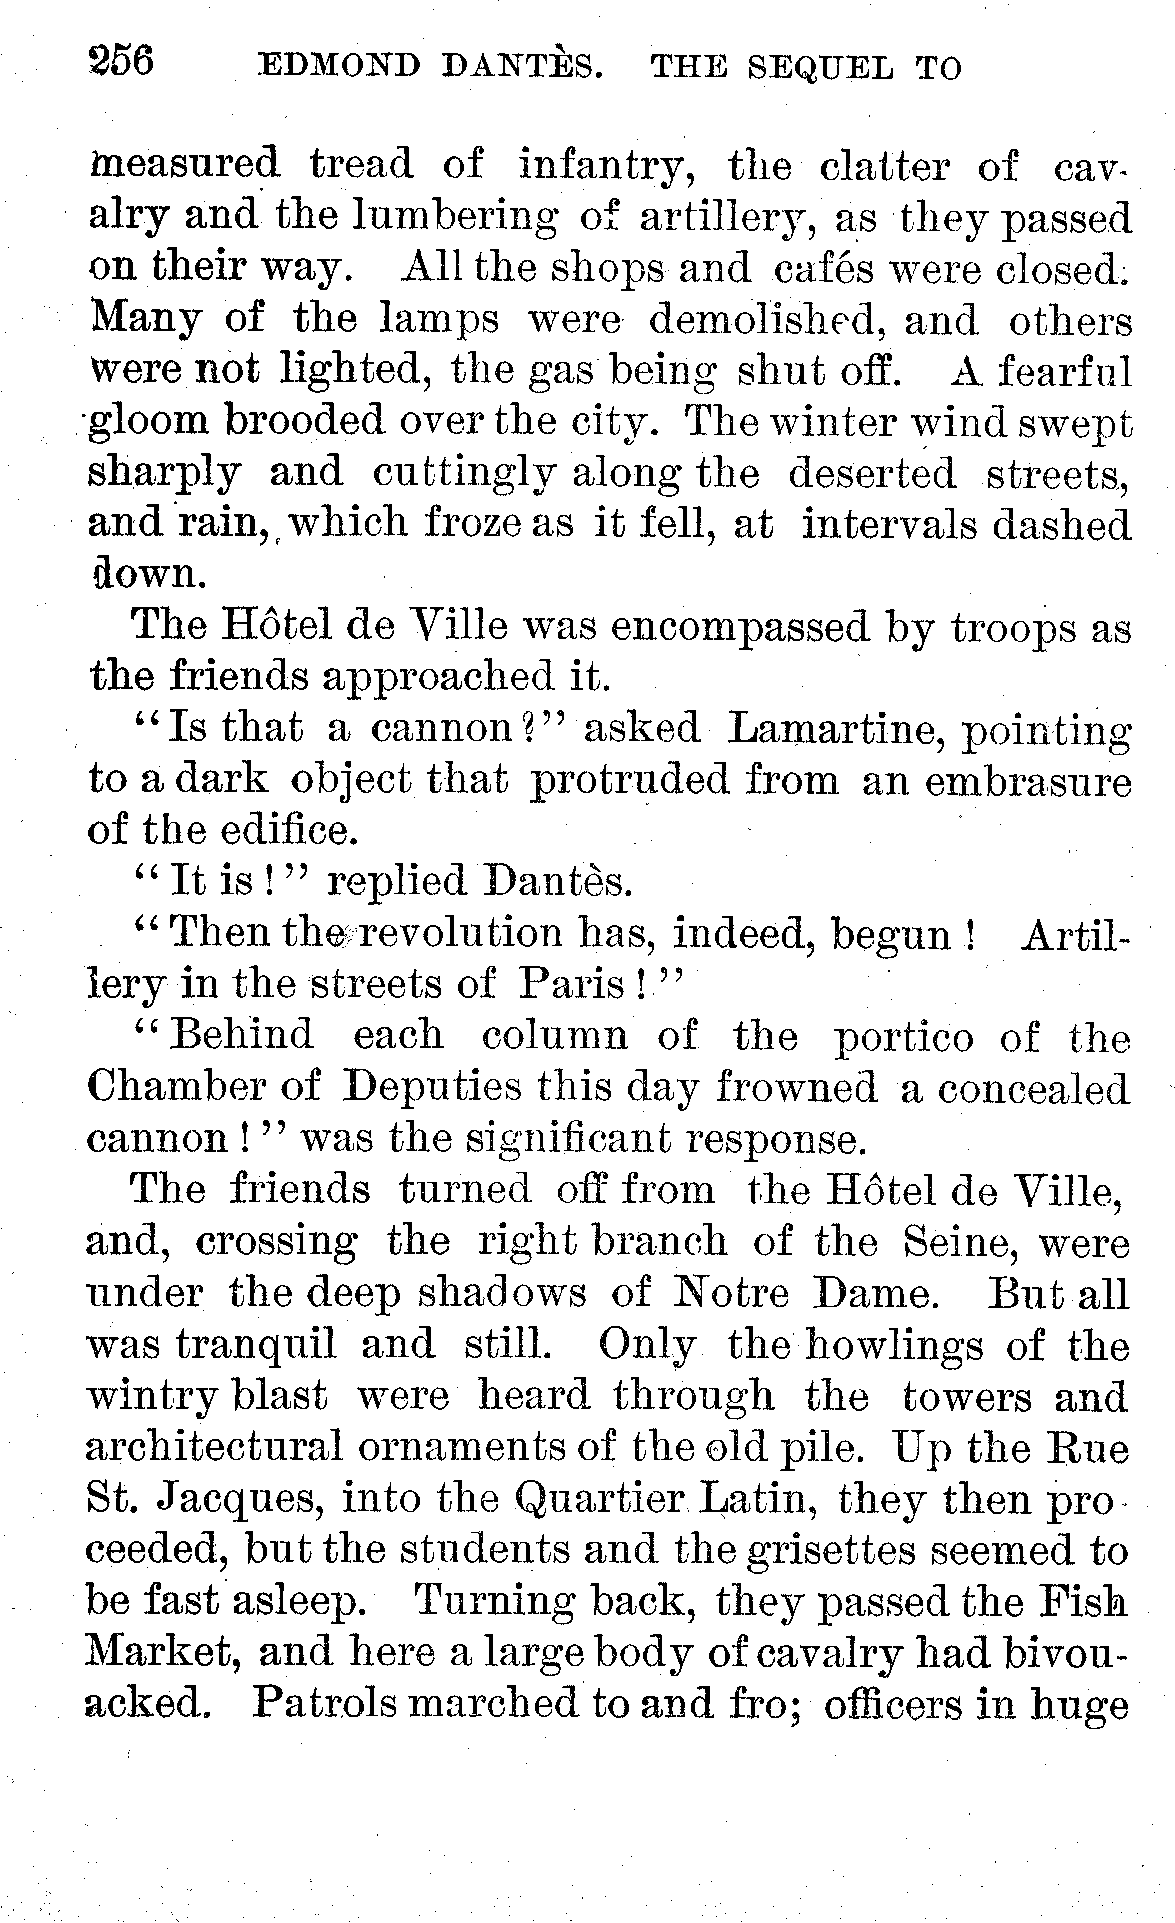 256 EDMOND DANTÈS. THE SEQUEL TO
measured tread of infantry, the clatter of cav-
alry and the lumbering of artillery, as they passed
on their way. All the shops and cafés were closed.
Many of the lamps were demolished, and others
were not lighted, the gas being shut off. A fearful
gloom brooded over the city. The winter wind swept
sharply and cuttingly along the deserted streets,
and rain, which froze as it fell, at intervals dashed
down.
The Hôtel de Ville was encompassed by troops as
the friends approached it.
"Is that a cannon?" asked Lamartine, pointing
to a dark object that protruded from an embrasure
of the edifice.
"It is!" replied Dantès.
"Then the revolution has, indeed, begun! Artil-
lery in the streets of Paris!"
"Behind each column of the portico of the
Chamber of Deputies this day frowned a concealed
cannon!" was the significant response.
The friends turned off from the Hôtel de Ville,
and, crossing the right branch of the Seine, were
under the deep shadows of Notre Dame. But all
was tranquil and still. Only the howlings of the
wintry blast were heard through the towers and
architectural ornaments of the old pile. Up the Rue
St. Jacques, into the Quartier Latin, they then pro-
ceeded, but the students and the grisettes seemed to
be fast asleep. Turning back, they passed the Fish
Market, and here a large body of cavalry had bivou-
acked. Patrols marched to and fro; officers in huge